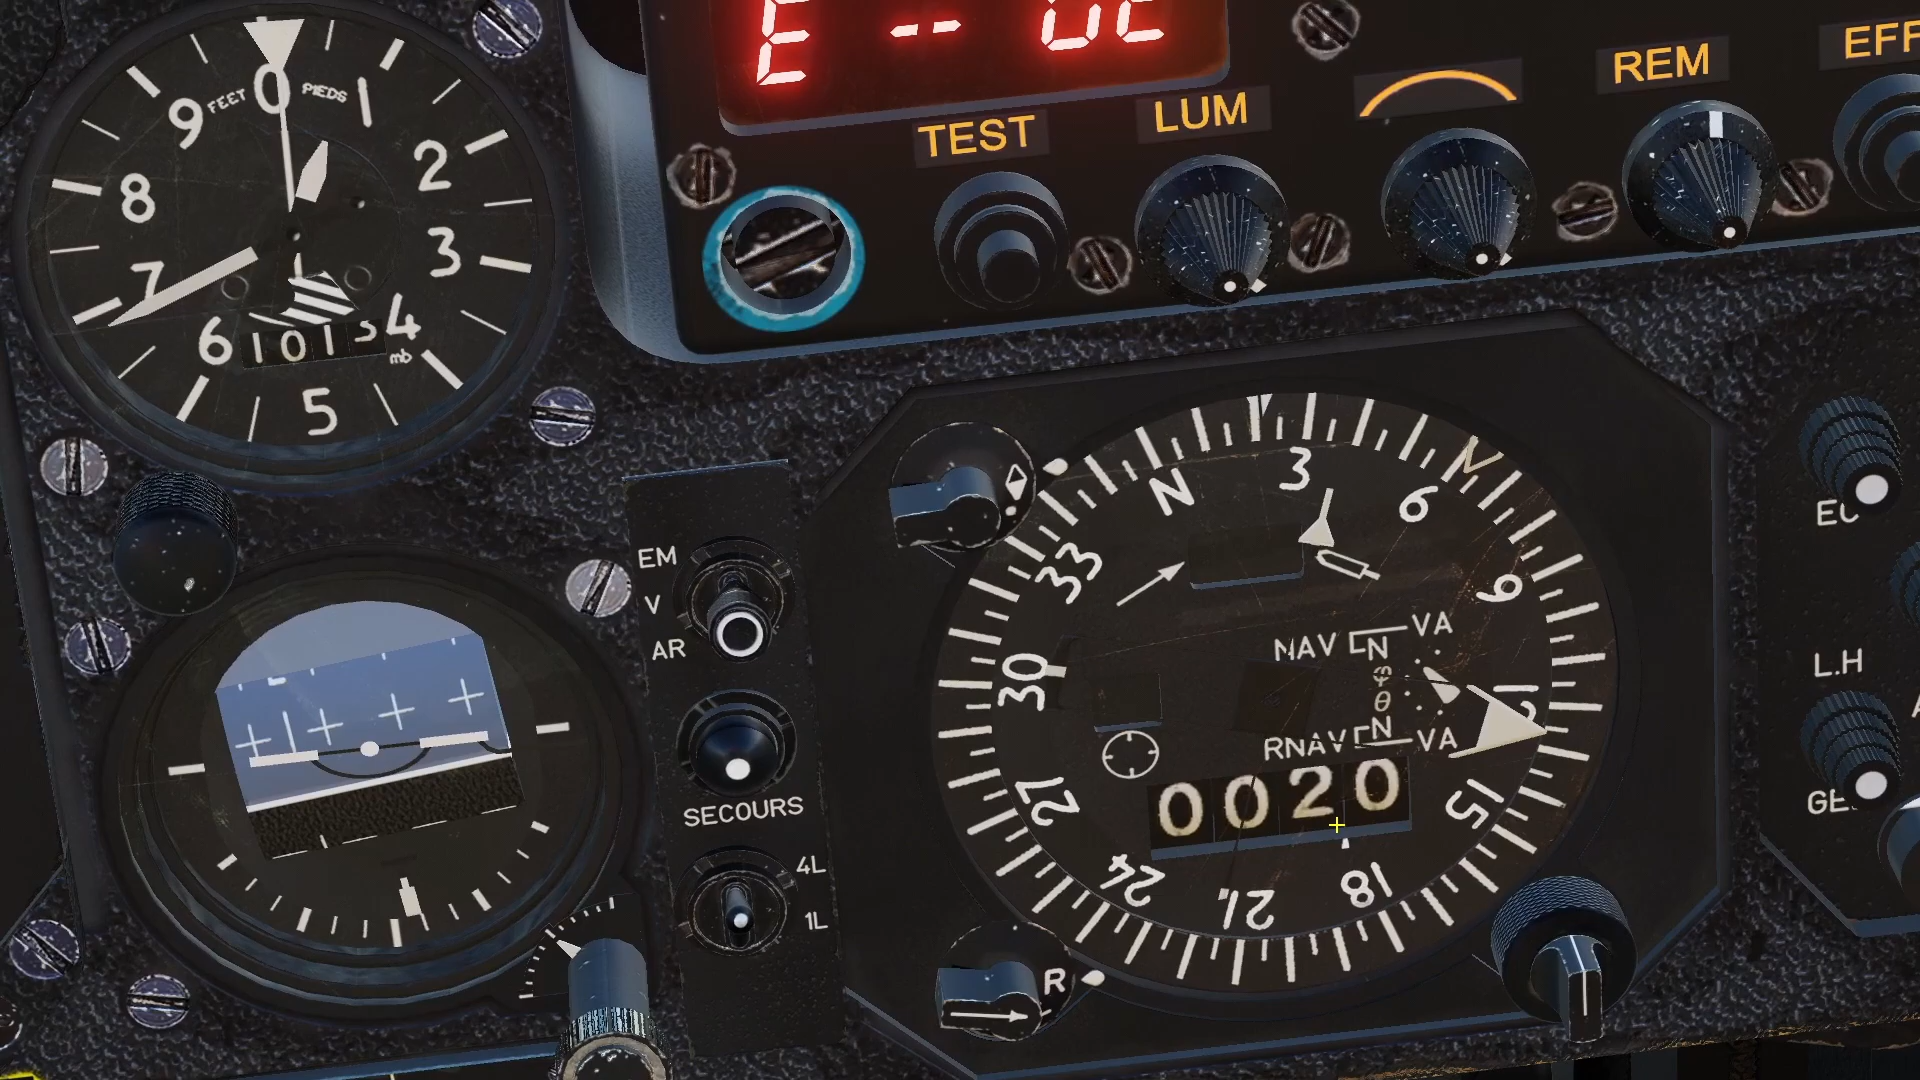 E -- UC
TEST
LUM
REM
EFF
0
FEET
PIEDS
1
2
3
4
5
6
7
8
9
1013
mb
EM
V
AR
SECOURS
4L
1L
N
3
6
9
12
15
18
21
24
27
30
33
NAV
N
VA
θ
RNAV
N
VA
0020
R
L.H